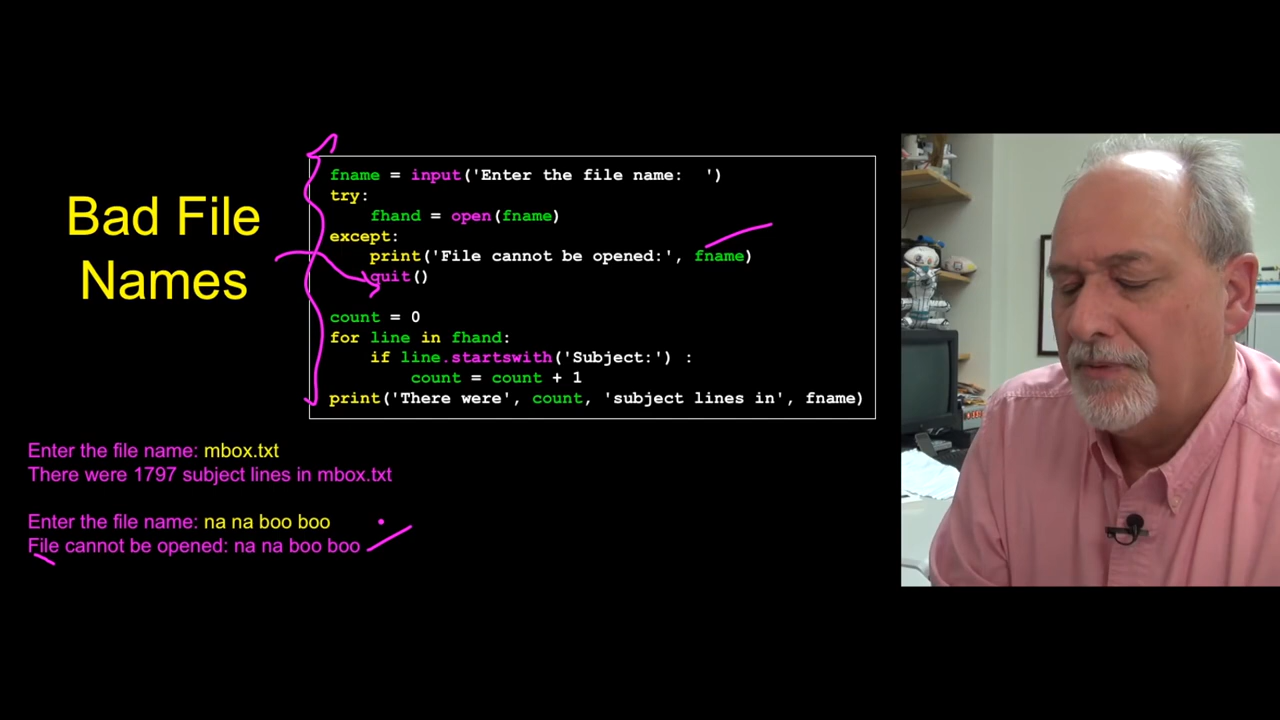 Bad File
Names
fname = input('Enter the file name:  ')
try:
    fhand = open(fname)
except:
    print('File cannot be opened:', fname)
    quit()
count = 0
for line in fhand:
    if line.startswith('Subject:') :
        count = count + 1
print('There were', count, 'subject lines in', fname)
Enter the file name: mbox.txt
There were 1797 subject lines in mbox.txt
Enter the file name: na na boo boo
File cannot be opened: na na boo boo